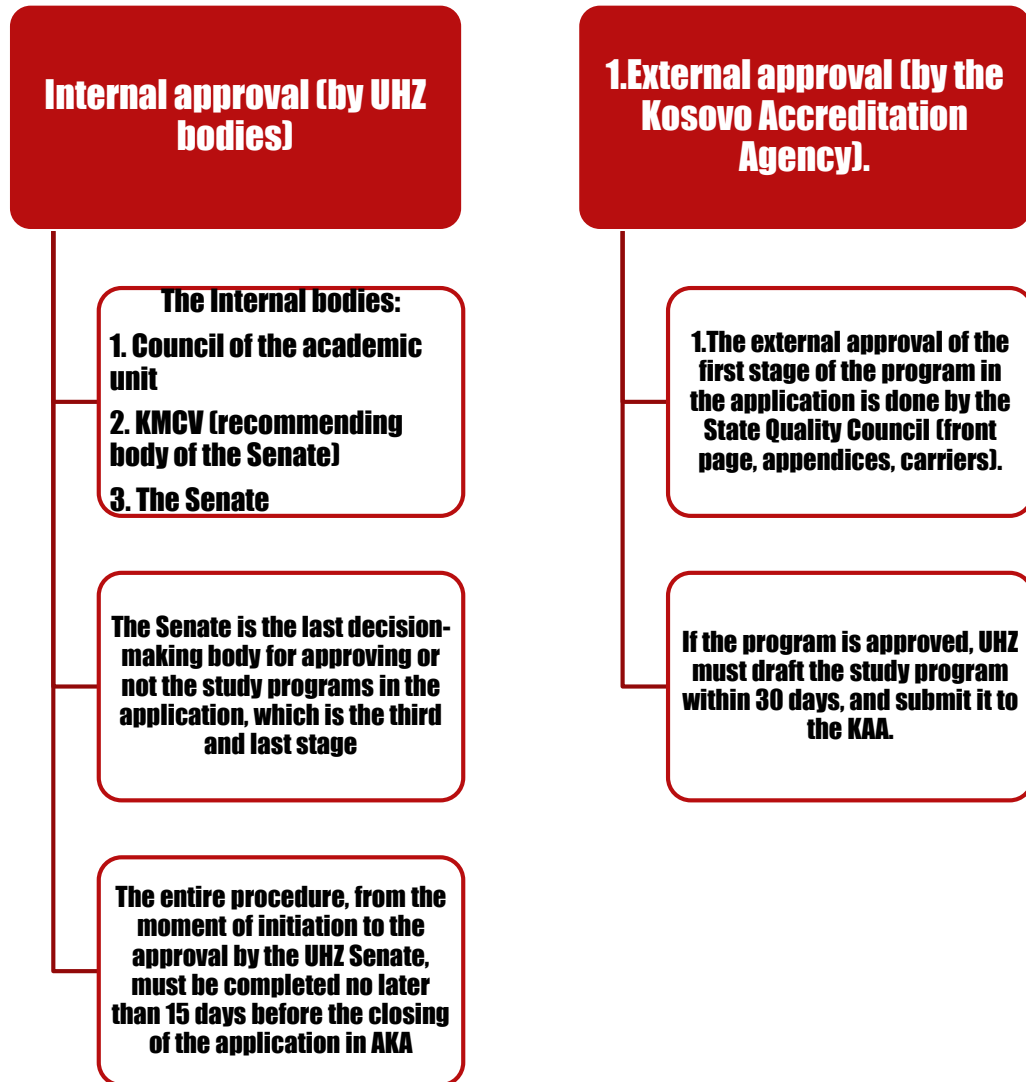 Internal approval (by UHZ
bodies)
The Internal bodies:
1. Council of the academic
unit
2. KMCV (recommending
body of the Senate)
3. The Senate
The Senate is the last decision-
making body for approving or
not the study programs in the
application, which is the third
and last stage
The entire procedure, from the
moment of initiation to the
approval by the UHZ Senate,
must be completed no later
than 15 days before the closing
of the application in AKA
1.External approval (by the
Kosovo Accreditation
Agency).
1.The external approval of the
first stage of the program in
the application is done by the
State Quality Council (front
page, appendices, carriers).
If the program is approved, UHZ
must draft the study program
within 30 days, and submit it to
the KAA.